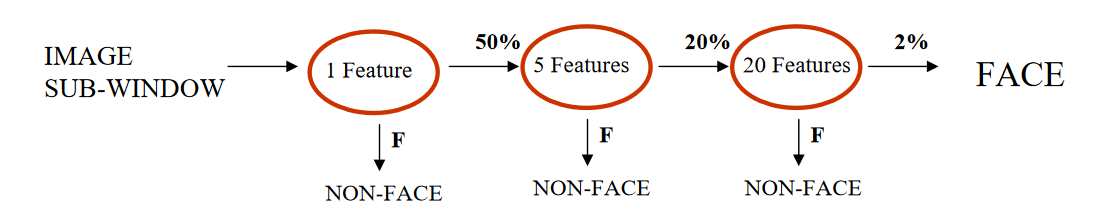 IMAGE
SUB-WINDOW
1 Feature
50%
5 Features
20%
20 Features
2%
FACE
F
NON-FACE
F
NON-FACE
F
NON-FACE